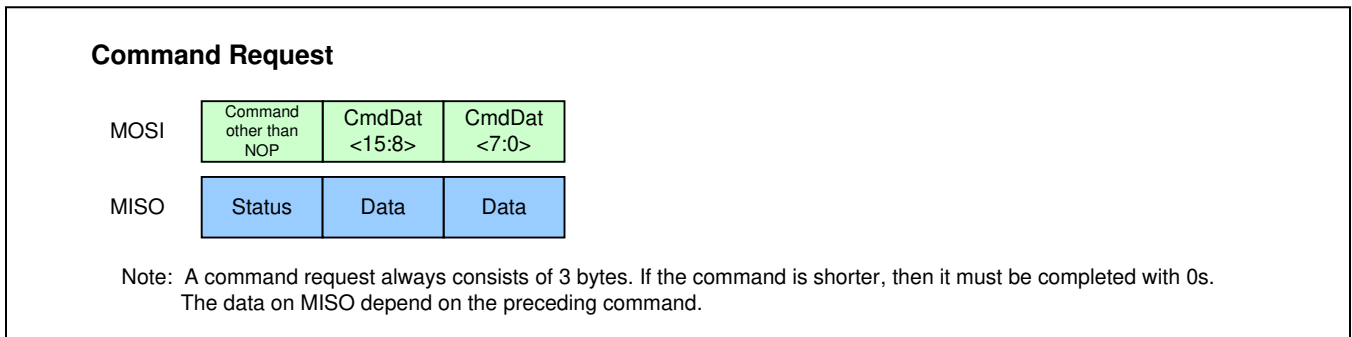 Command Request
MOSI
Command
other than
NOP
CmdDat
<15:8>
CmdDat
<7:0>
MISO
Status
Data
Data
Note: A command request always consists of 3 bytes. If the command is shorter, then it must be completed with 0s.
The data on MISO depend on the preceding command.